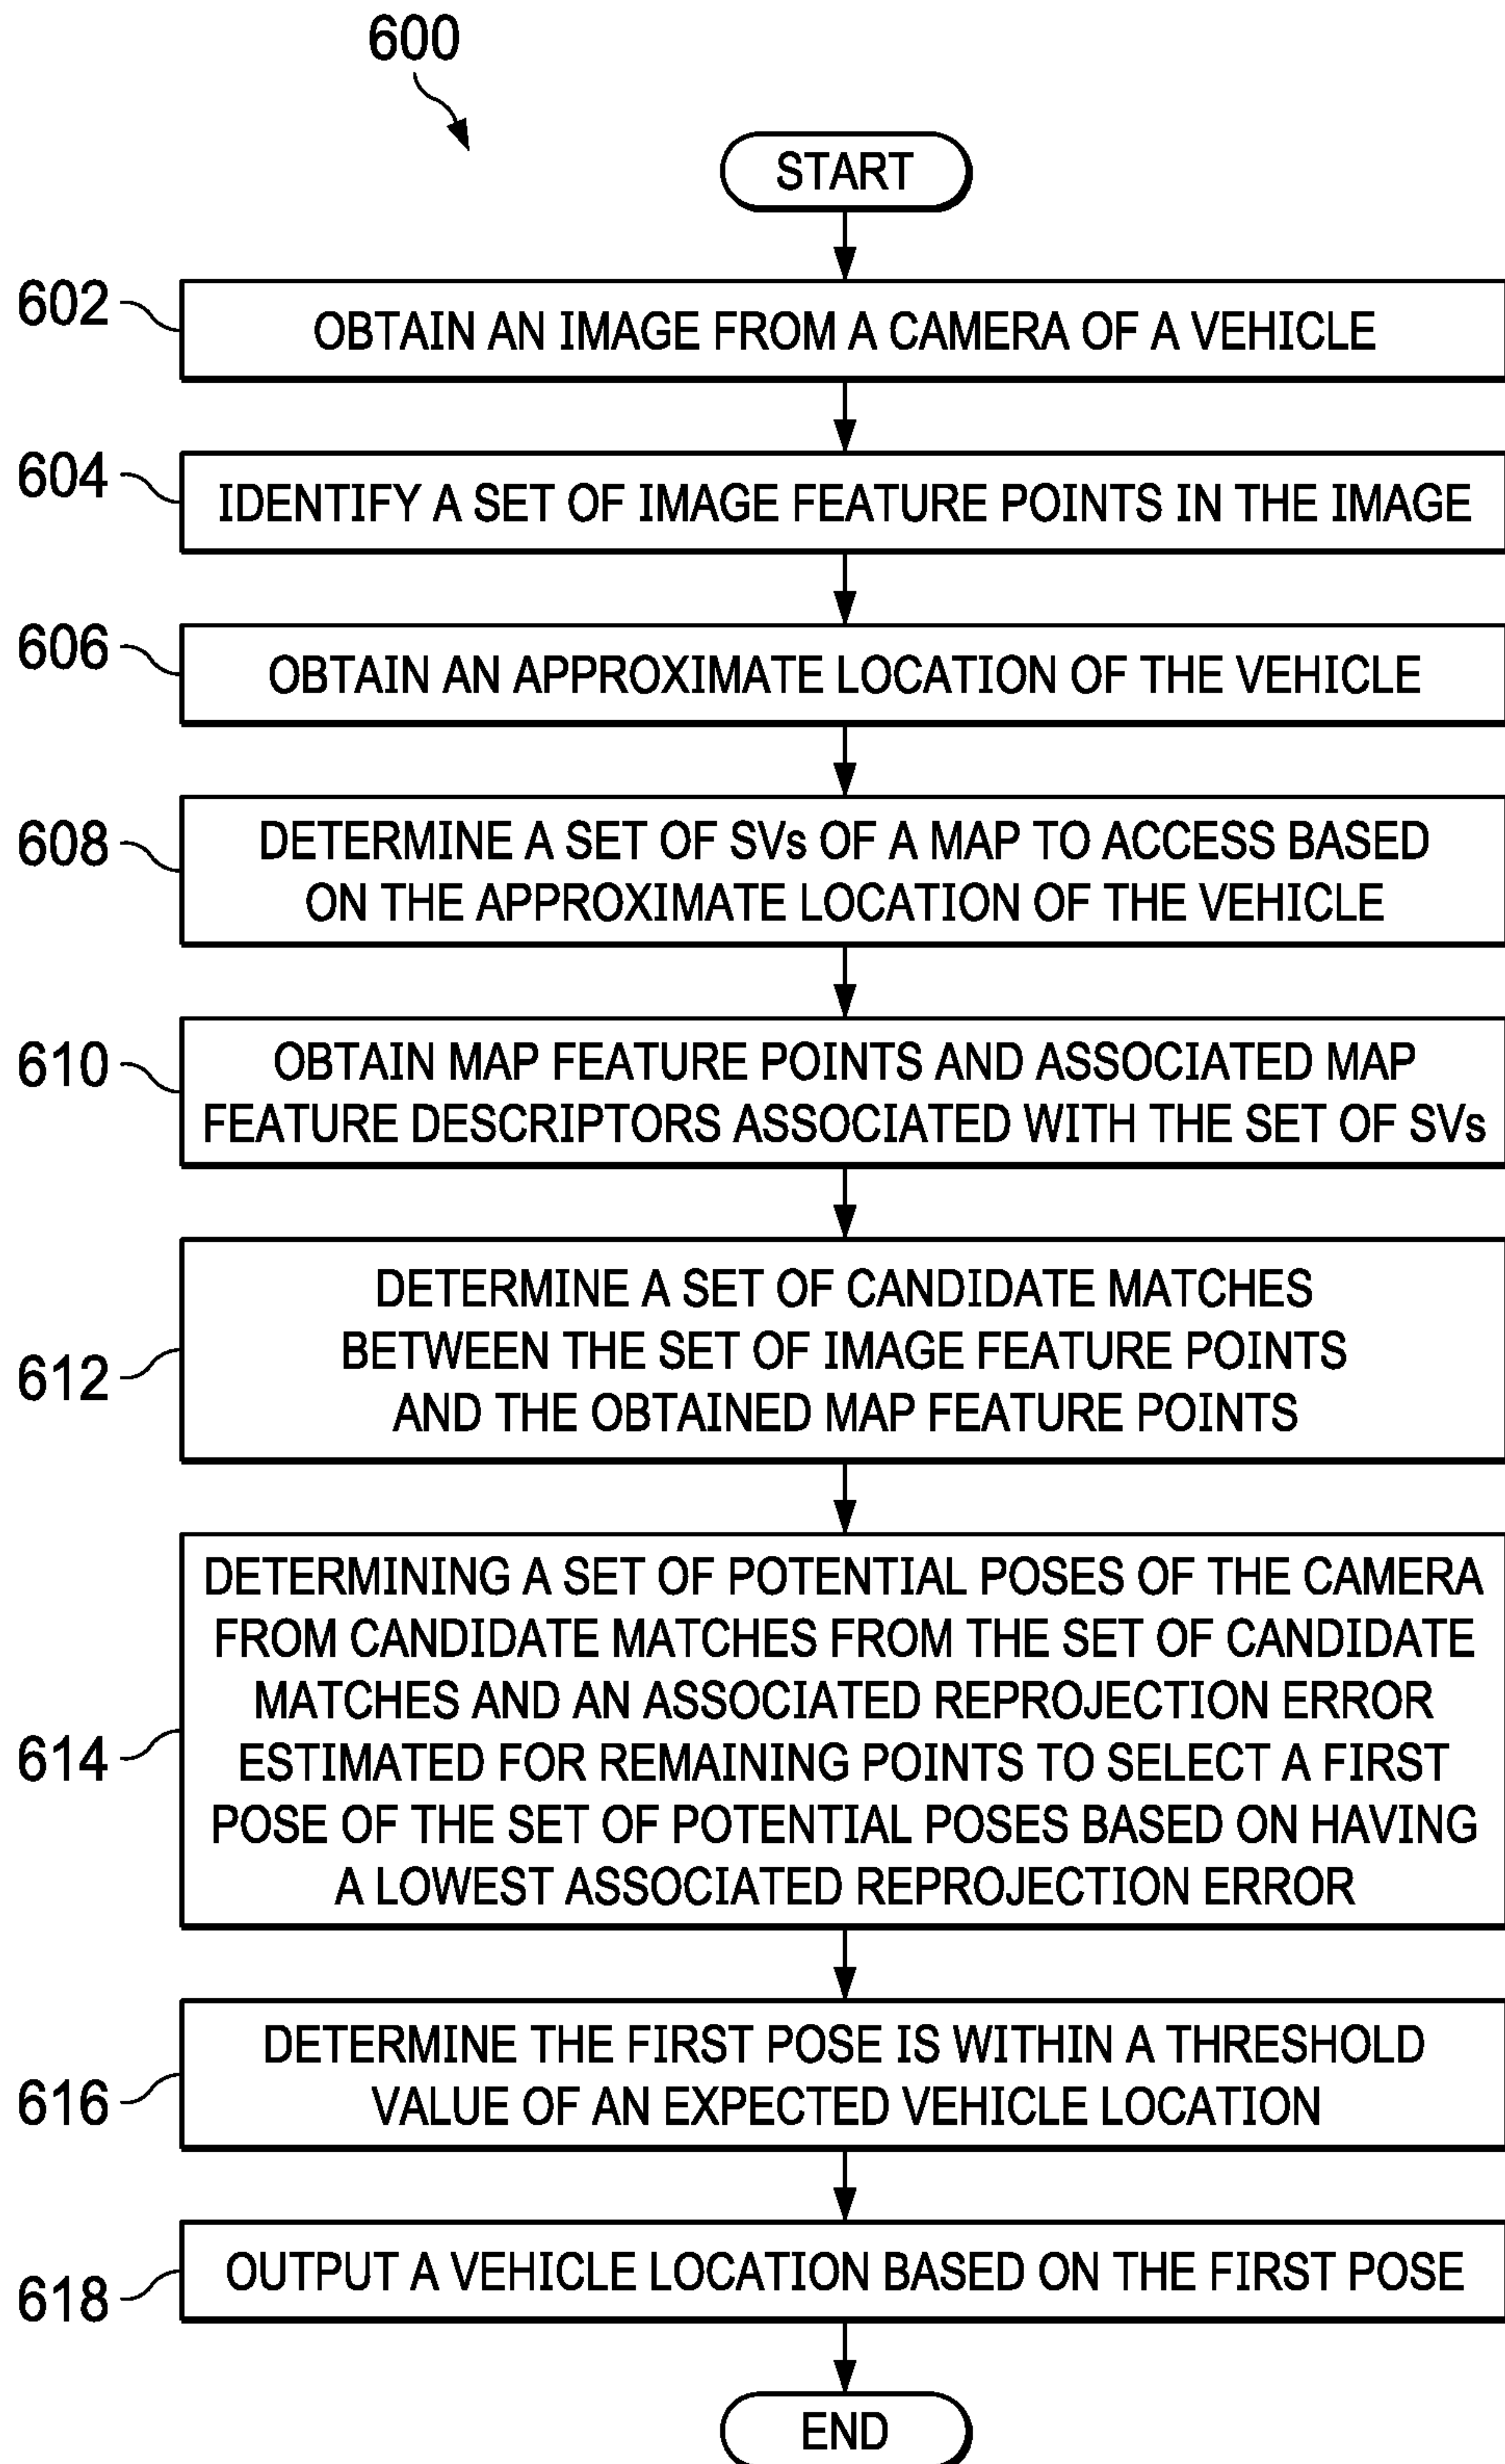 600
START
602
OBTAIN AN IMAGE FROM A CAMERA OF A VEHICLE
604
IDENTIFY A SET OF IMAGE FEATURE POINTS IN THE IMAGE
606
OBTAIN AN APPROXIMATE LOCATION OF THE VEHICLE
608
DETERMINE A SET OF SVs OF A MAP TO ACCESS BASED
ON THE APPROXIMATE LOCATION OF THE VEHICLE
610
OBTAIN MAP FEATURE POINTS AND ASSOCIATED MAP
FEATURE DESCRIPTORS ASSOCIATED WITH THE SET OF SVs
612
DETERMINE A SET OF CANDIDATE MATCHES
BETWEEN THE SET OF IMAGE FEATURE POINTS
AND THE OBTAINED MAP FEATURE POINTS
614
DETERMINING A SET OF POTENTIAL POSES OF THE CAMERA
FROM CANDIDATE MATCHES FROM THE SET OF CANDIDATE
MATCHES AND AN ASSOCIATED REPROJECTION ERROR
ESTIMATED FOR REMAINING POINTS TO SELECT A FIRST
POSE OF THE SET OF POTENTIAL POSES BASED ON HAVING
A LOWEST ASSOCIATED REPROJECTION ERROR
616
DETERMINE THE FIRST POSE IS WITHIN A THRESHOLD
VALUE OF AN EXPECTED VEHICLE LOCATION
618
OUTPUT A VEHICLE LOCATION BASED ON THE FIRST POSE
END